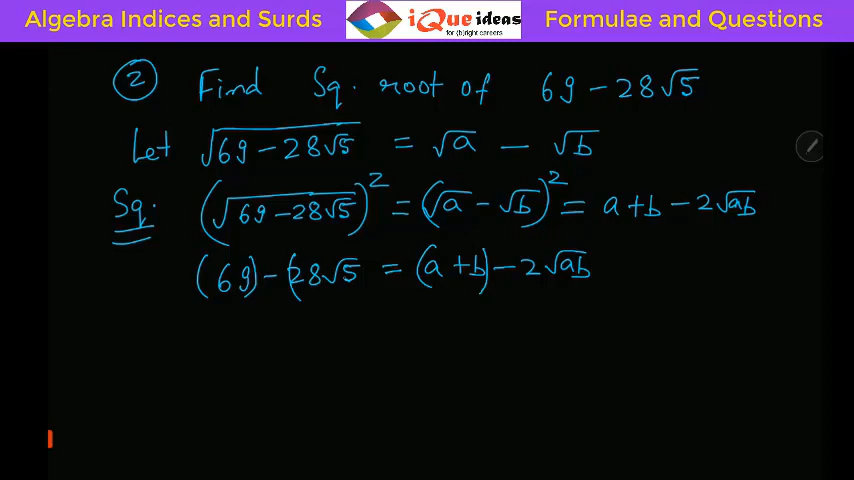 Algebra Indices and Surds
iQue ideas
for (b)right careers
Formulae and Questions
② Find Sq. root of 69 - 28√5
Let √(69 - 28√5) = √a - √b
Sq. (√(69 - 28√5))² = (√a - √b)² = a + b - 2√ab
(69) - (28√5 = (a + b) - 2√ab